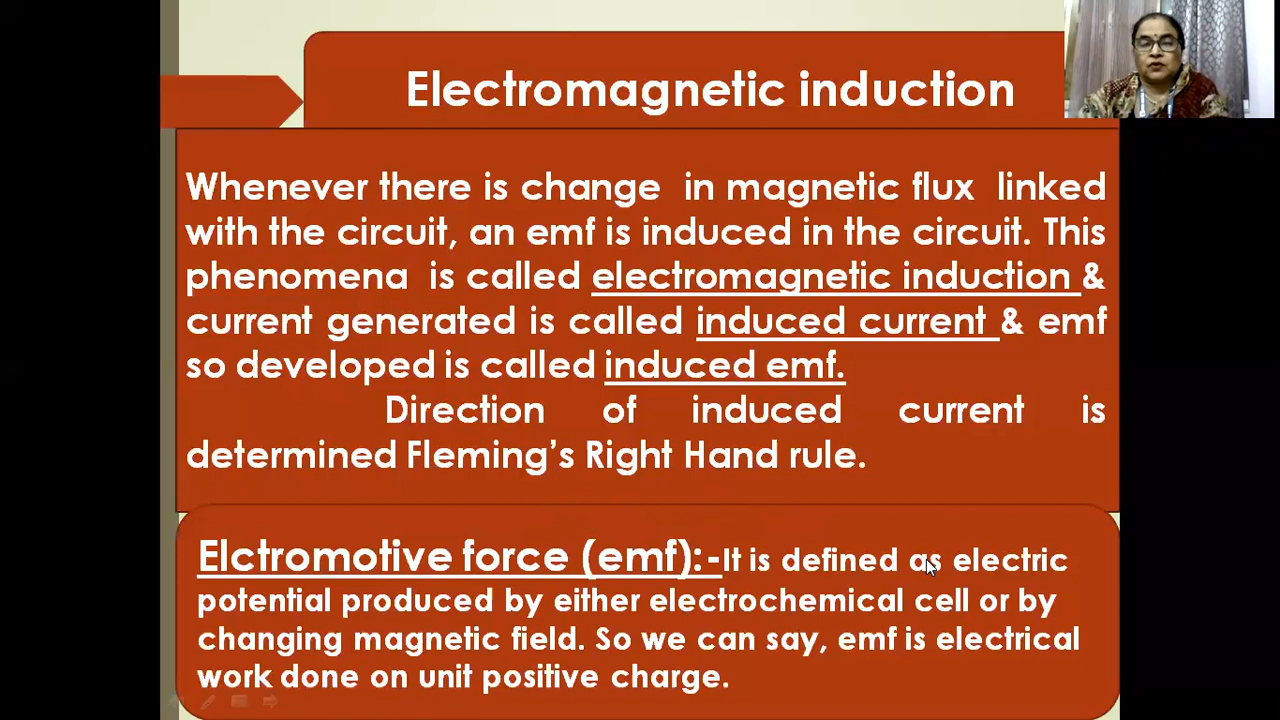 Electromagnetic induction
Whenever there is change in magnetic flux linked
with the circuit, an emf is induced in the circuit. This
phenomena is called electromagnetic induction &
current generated is called induced current & emf
so developed is called induced emf.
Direction of induced current is
determined Fleming’s Right Hand rule.
Elctromotive force (emf):-It is defined as electric
potential produced by either electrochemical cell or by
changing magnetic field. So we can say, emf is electrical
work done on unit positive charge.